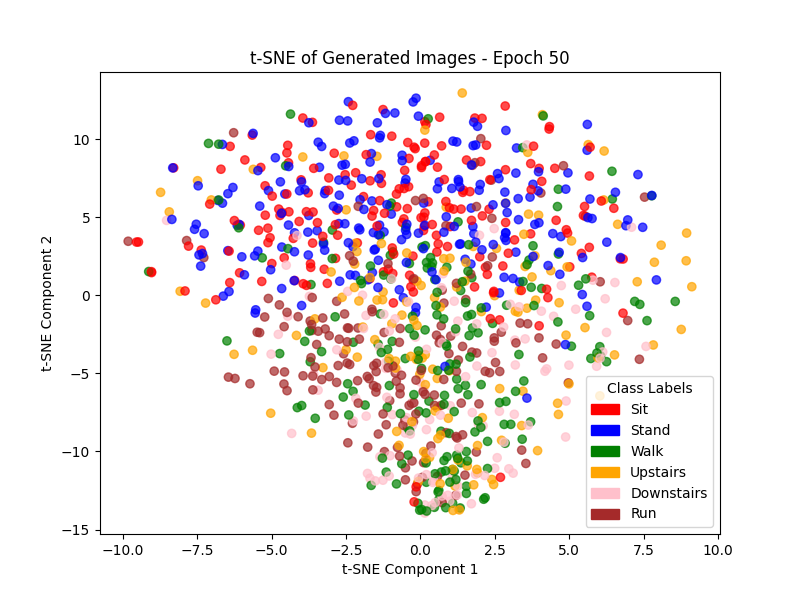 t-SNE of Generated Images - Epoch 50
t-SNE Component 2
10
5
0
−5
−10
−15
Class Labels
Sit
Stand
Walk
Upstairs
Downstairs
Run
−10.0 −7.5 −5.0 −2.5 0.0 2.5 5.0 7.5 10.0
t-SNE Component 1